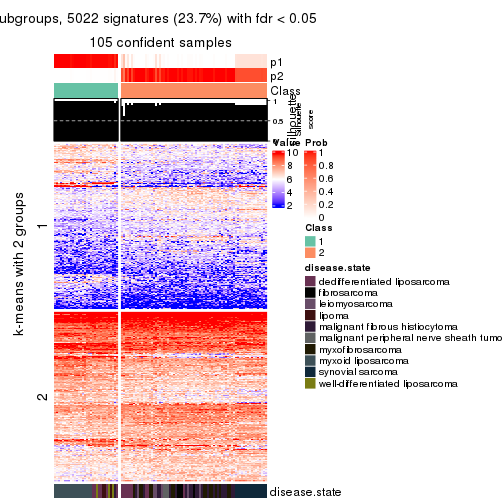 ubgroups, 5022 signatures (23.7%) with fdr < 0.05
105 confident samples
p1
p2
Class
1
0.5
0
Silhouette
score
k-means with 2 groups
1
2
disease.state
Value
10
8
6
4
2
Prob
1
0.8
0.6
0.4
0.2
0
Class
1
2
disease.state
dedifferentiated liposarcoma
fibrosarcoma
leiomyosarcoma
lipoma
malignant fibrous histiocytoma
malignant peripheral nerve sheath tumo
myxofibrosarcoma
myxoid liposarcoma
synovial sarcoma
well-differentiated liposarcoma